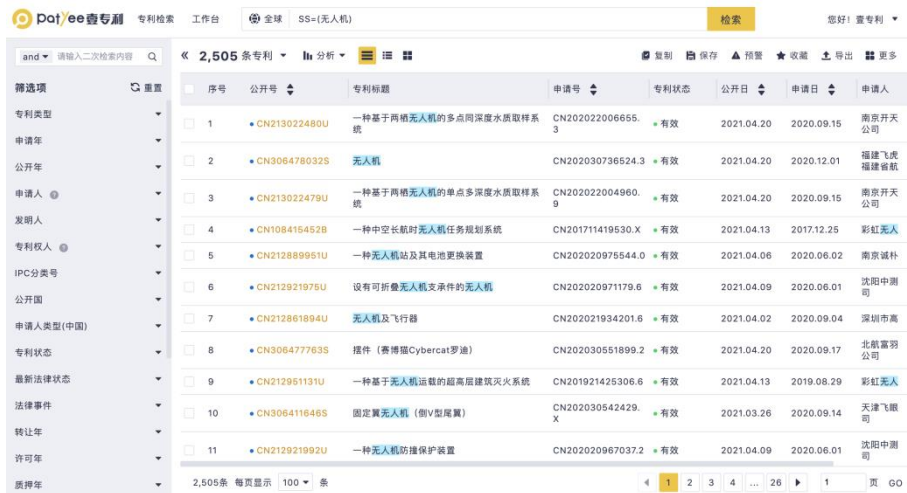 patyee壹专利 专利检索 工作台 全球 SS=(无人机) 检索 您好！壹专利
and 请输入二次检索内容 2,505 条专利 分析 复制 保存 预警 收藏 导出 更多
筛选项 重置
专利类型
申请年
公开年
申请人
发明人
专利权人
IPC分类号
公开国
申请人类型(中国)
专利状态
最新法律状态
法律事件
转让年
许可年
质押年
序号 公开号 专利标题 申请号 专利状态 公开日 申请日 申请人
1 CN213022480U 一种基于两栖无人机的多点同深度水质取样系 CN202022006655. 有效 2021.04.20 2020.09.15 南京开天
统 3 公司
2 CN306478032S 无人机 CN202030736524.3 有效 2021.04.20 2020.12.01 福建飞虎
福建省航
3 CN213022479U 一种基于两栖无人机的单点多深度水质取样系 CN202022004960. 有效 2021.04.20 2020.09.15 南京开天
统 9 公司
4 CN108415452B 一种中空长航时无人机任务规划系统 CN201711419530.X 有效 2021.04.13 2017.12.25 彩虹无人
5 CN212889951U 一种无人机站及其电池更换装置 CN202020975544.0 有效 2021.04.06 2020.06.02 南京诚朴
6 CN212921975U 设有可折叠无人机支承件的无人机 CN202020971179.6 有效 2021.04.09 2020.06.01 沈阳中测
司
7 CN212861894U 无人机及飞行器 CN202021934201.6 有效 2021.04.02 2020.09.04 深圳市高
8 CN306477763S 摆件（赛博猫Cybercat罗迪） CN202030551899.2 有效 2021.04.20 2020.09.17 北航富羽
公司
9 CN212951131U 一种基于无人机运载的超高层建筑灭火系统 CN201921425306.6 有效 2021.04.13 2019.08.29 彩虹无人
10 CN306411646S 固定翼无人机（倒V型尾翼） CN202030542429. 有效 2021.03.26 2020.09.14 天津飞眼
X 司
11 CN212921992U 一种无人机防撞保护装置 CN202020967037.2 有效 2021.04.09 2020.06.01 沈阳中测
司
2,505条 每页显示 100 条 1 2 3 4 ... 26 1 页 GO